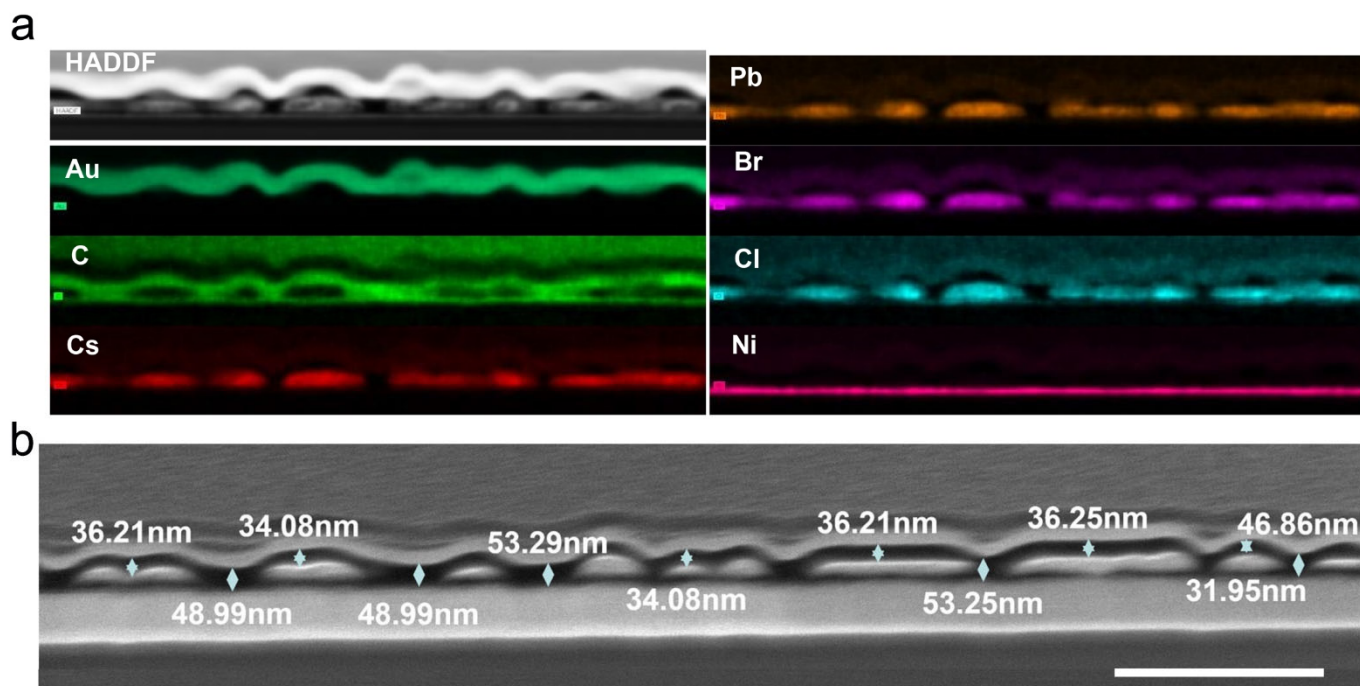 a
HADDF
Pb
HAADF
Au
Br
C
Cl
Cs
Ni
b
36.21nm
34.08nm
53.29nm
36.21nm
36.25nm
46.86nm
48.99nm
48.99nm
34.08nm
53.25nm
31.95nm